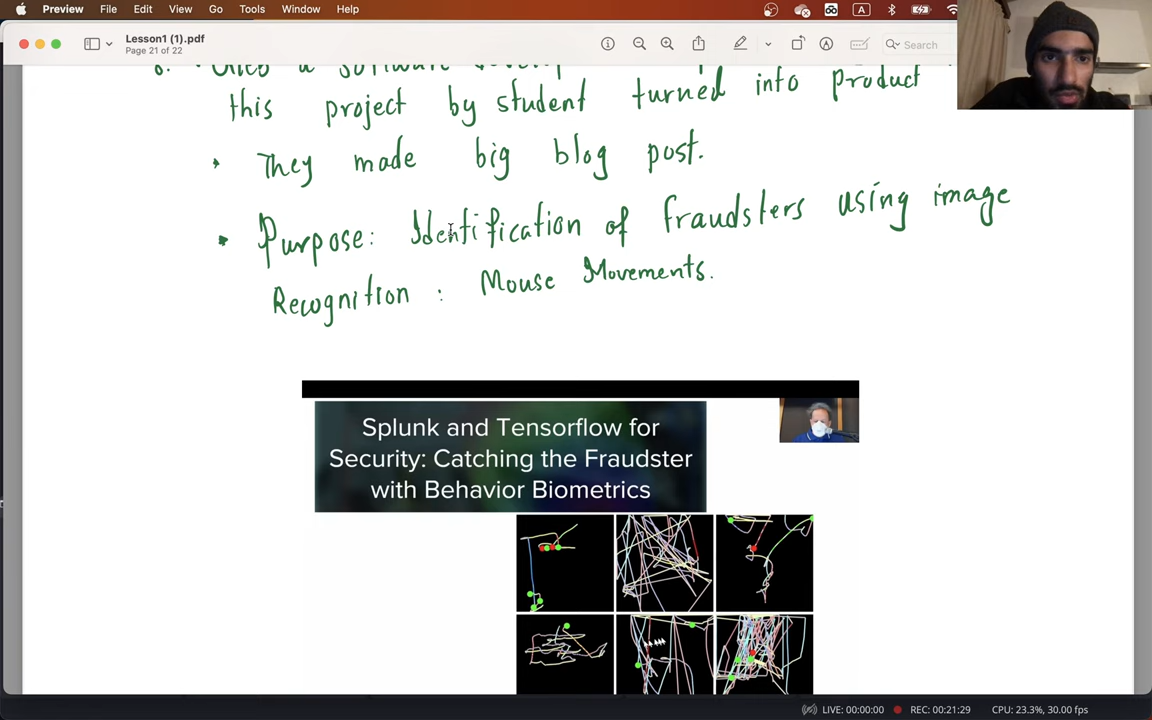 Preview File Edit View Go Tools Window Help A
Lesson1 (1).pdf
Page 21 of 22
Search
this project by student turned into product
• They made big blog post.
• Purpose: Identification of fraudsters using image
Recognition : Mouse Movements.
Splunk and Tensorflow for
Security: Catching the Fraudster
with Behavior Biometrics
LIVE: 00:00:00 REC: 00:21:29 CPU: 23.3%, 30.00 fps